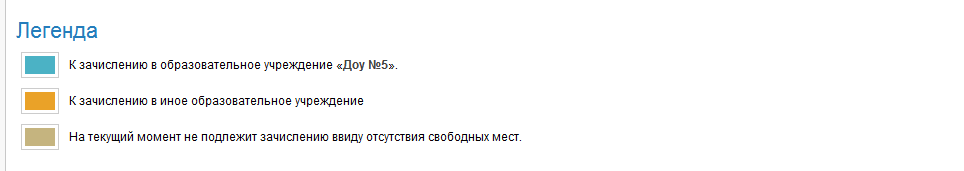 Легенда
К зачислению в образовательное учреждение «Доу №5».
К зачислению в иное образовательное учреждение
На текущий момент не подлежит зачислению ввиду отсутствия свободных мест.